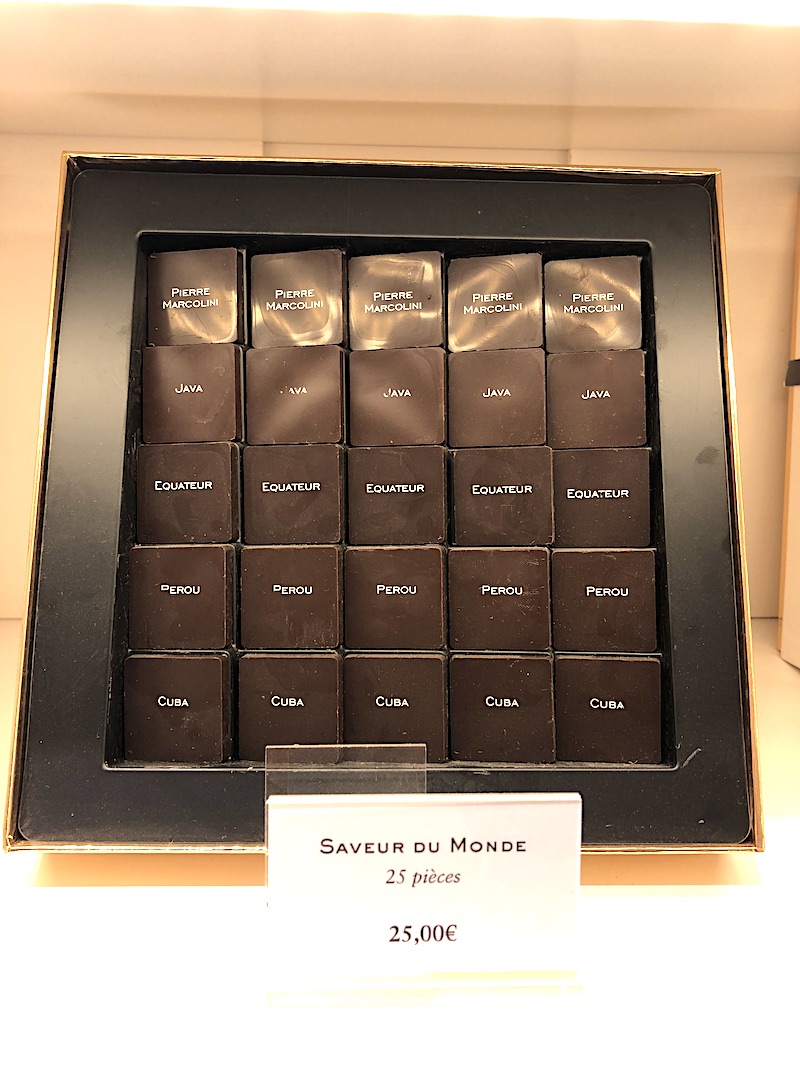 PIERRE MARCOLINI
PIERRE MARCOLINI
PIERRE MARCOLINI
PIERRE MARCOLINI
PIERRE MARCOLINI
JAVA
JAVA
JAVA
JAVA
JAVA
EQUATEUR
EQUATEUR
EQUATEUR
EQUATEUR
EQUATEUR
PEROU
PEROU
PEROU
PEROU
PEROU
CUBA
CUBA
CUBA
CUBA
CUBA
SAVEUR DU MONDE
25 pièces
25,00€